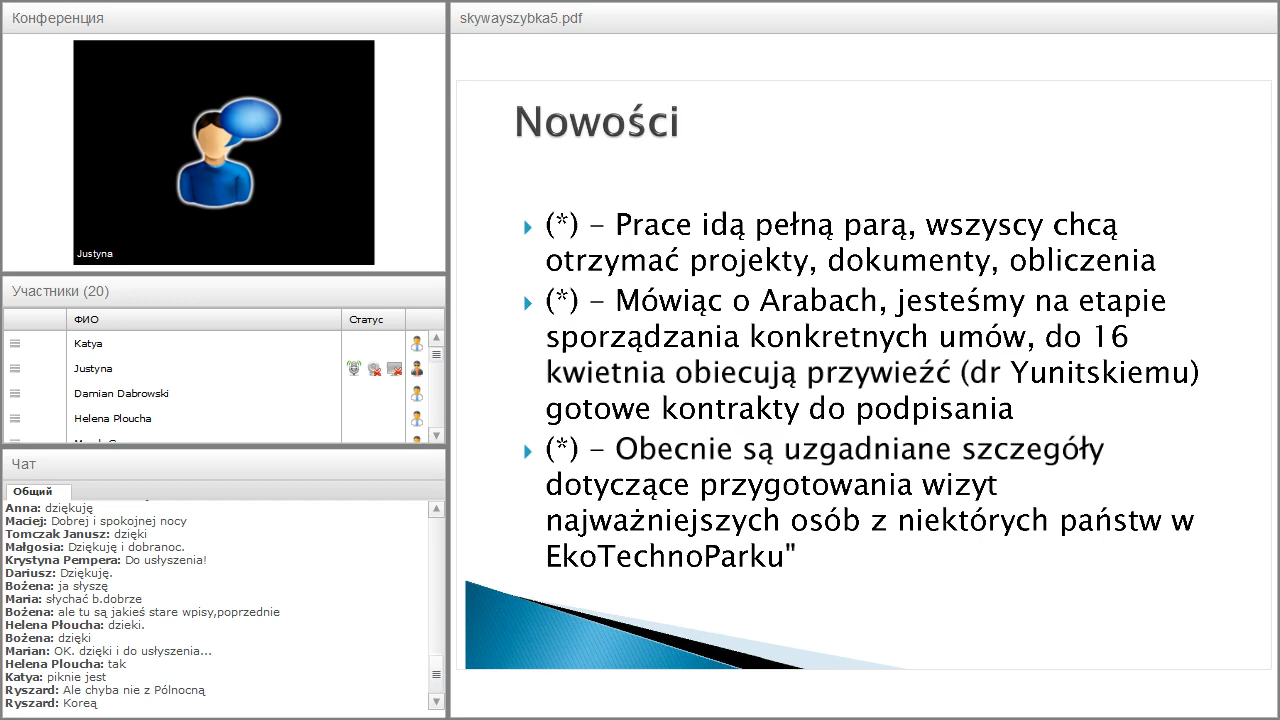 Конференция
Justyna
Участники (20)
ФИО
Статус
Katya
Justyna
Damian Dabrowski
Helena Płoucha
Чат
Общий
Anna: dziękuję
Maciej: Dobrej i spokojnej nocy
Tomczak Janusz: dzięki
Małgosia: Dziękuję i dobranoc.
Krystyna Pempera: Do usłyszenia!
Dariusz: Dziękuję.
Bożena: ja słyszę
Maria: słychać b.dobrze
Bożena: ale tu są jakieś stare wpisy,poprzednie
Helena Płoucha: dzieki.
Bożena: dzięki
Marian: OK. dzięki i do usłyszenia...
Helena Płoucha: tak
Katya: piknie jest
Ryszard: Ale chyba nie z Pólnocną
Ryszard: Koreą
skywayszybka5.pdf
Nowości
(*) – Prace idą pełną parą, wszyscy chcą
otrzymać projekty, dokumenty, obliczenia
(*) – Mówiąc o Arabach, jesteśmy na etapie
sporządzania konkretnych umów, do 16
kwietnia obiecują przywieźć (dr Yunitskiemu)
gotowe kontrakty do podpisania
(*) – Obecnie są uzgadniane szczegóły
dotyczące przygotowania wizyt
najważniejszych osób z niektórych państw w
EkoTechnoParku"